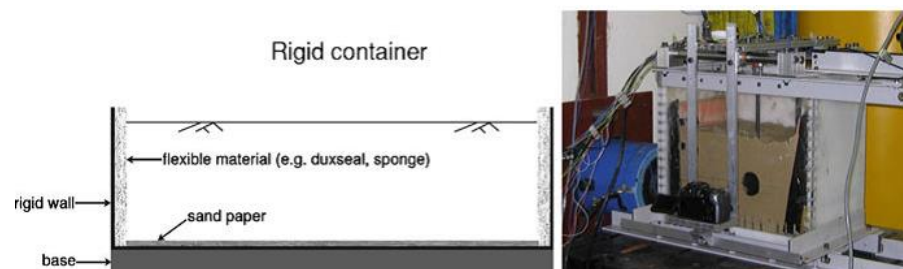 Rigid container
flexible material (e.g. duxseal, sponge)
rigid wall
sand paper
base